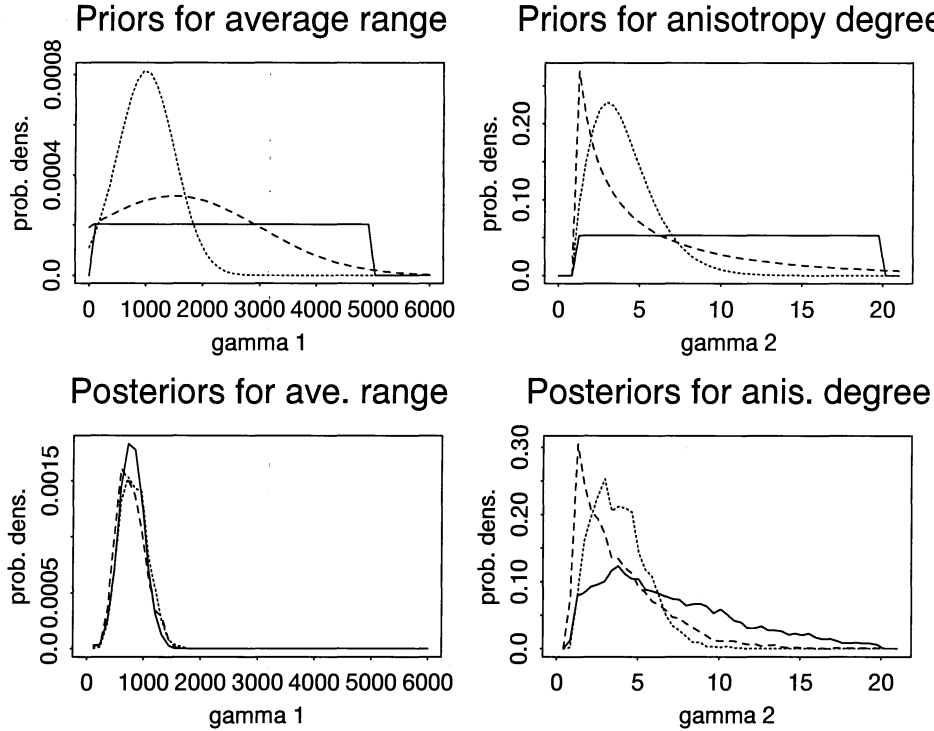 Priors for average range
prob. dens.
0.0 0.0004 0.0008
0 1000 2000 3000 4000 5000 6000
gamma 1
Priors for anisotropy degree
prob. dens.
0.0 0.10 0.20
0 5 10 15 20
gamma 2
Posteriors for ave. range
prob. dens.
0.0 0.0005 0.0015
0 1000 2000 3000 4000 5000 6000
gamma 1
Posteriors for anis. degree
prob. dens.
0.0 0.10 0.20 0.30
0 5 10 15 20
gamma 2